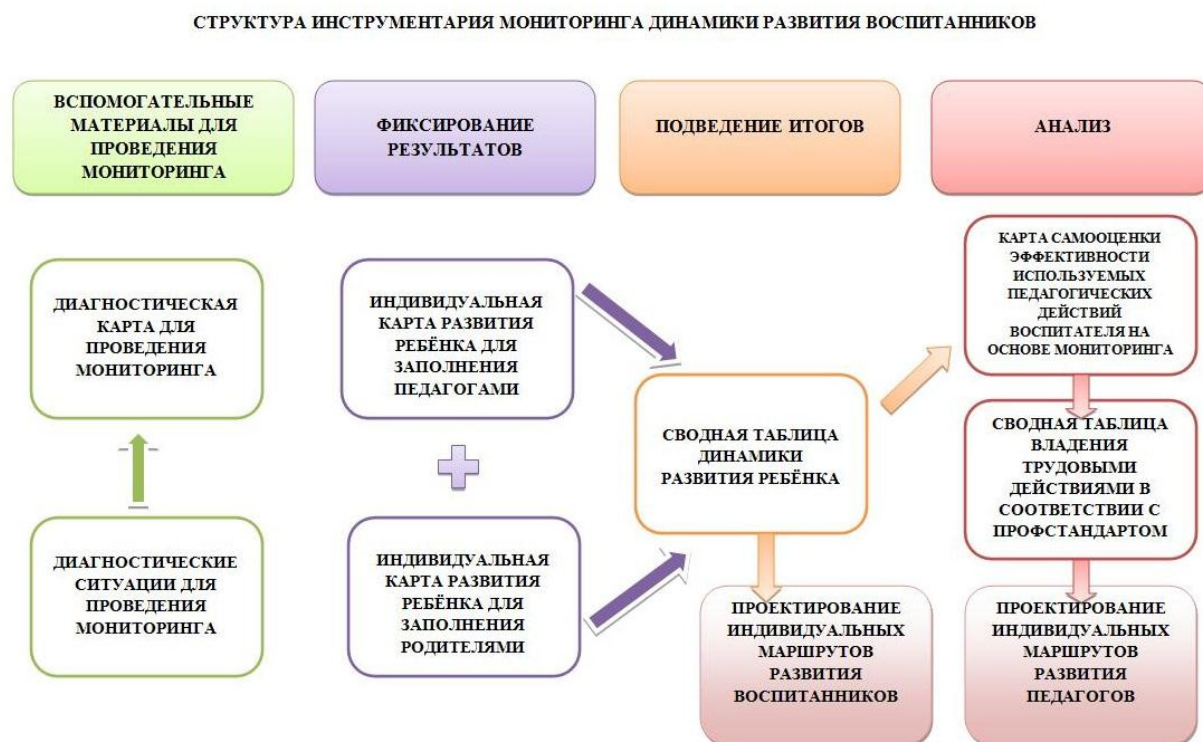 СТРУКТУРА ИНСТРУМЕНТАРИЯ МОНИТОРИНГА ДИНАМИКИ РАЗВИТИЯ ВОСПИТАННИКОВ
ВСПОМОГАТЕЛЬНЫЕ
МАТЕРИАЛЫ ДЛЯ
ПРОВЕДЕНИЯ
МОНИТОРИНГА
ФИКСИРОВАНИЕ
РЕЗУЛЬТАТОВ
ПОДВЕДЕНИЕ ИТОГОВ
АНАЛИЗ
ДИАГНОСТИЧЕСКАЯ
КАРТА ДЛЯ
ПРОВЕДЕНИЯ
МОНИТОРИНГА
ДИАГНОСТИЧЕСКИЕ
СИТУАЦИИ ДЛЯ
ПРОВЕДЕНИЯ
МОНИТОРИНГА
ИНДИВИДУАЛЬНАЯ
КАРТА РАЗВИТИЯ
РЕБЁНКА ДЛЯ
ЗАПОЛНЕНИЯ
ПЕДАГОГАМИ
ИНДИВИДУАЛЬНАЯ
КАРТА РАЗВИТИЯ
РЕБЁНКА ДЛЯ
ЗАПОЛНЕНИЯ
РОДИТЕЛЯМИ
СВОДНАЯ ТАБЛИЦА
ДИНАМИКИ
РАЗВИТИЯ РЕБЁНКА
ПРОЕКТИРОВАНИЕ
ИНДИВИДУАЛЬНЫХ
МАРШРУТОВ
РАЗВИТИЯ
ВОСПИТАННИКОВ
КАРТА САМООЦЕНКИ
ЭФФЕКТИВНОСТИ
ИСПОЛЬЗУЕМЫХ
ПЕДАГОГИЧЕСКИХ
ДЕЙСТВИЙ
ВОСПИТАТЕЛЯ НА
ОСНОВЕ МОНИТОРИНГА
СВОДНАЯ ТАБЛИЦА
ВЛАДЕНИЯ
ТРУДОВЫМИ
ДЕЙСТВИЯМИ В
СООТВЕТСТВИИ С
ПРОФСТАНДАРТОМ
ПРОЕКТИРОВАНИЕ
ИНДИВИДУАЛЬНЫХ
МАРШРУТОВ
РАЗВИТИЯ
ПЕДАГОГОВ